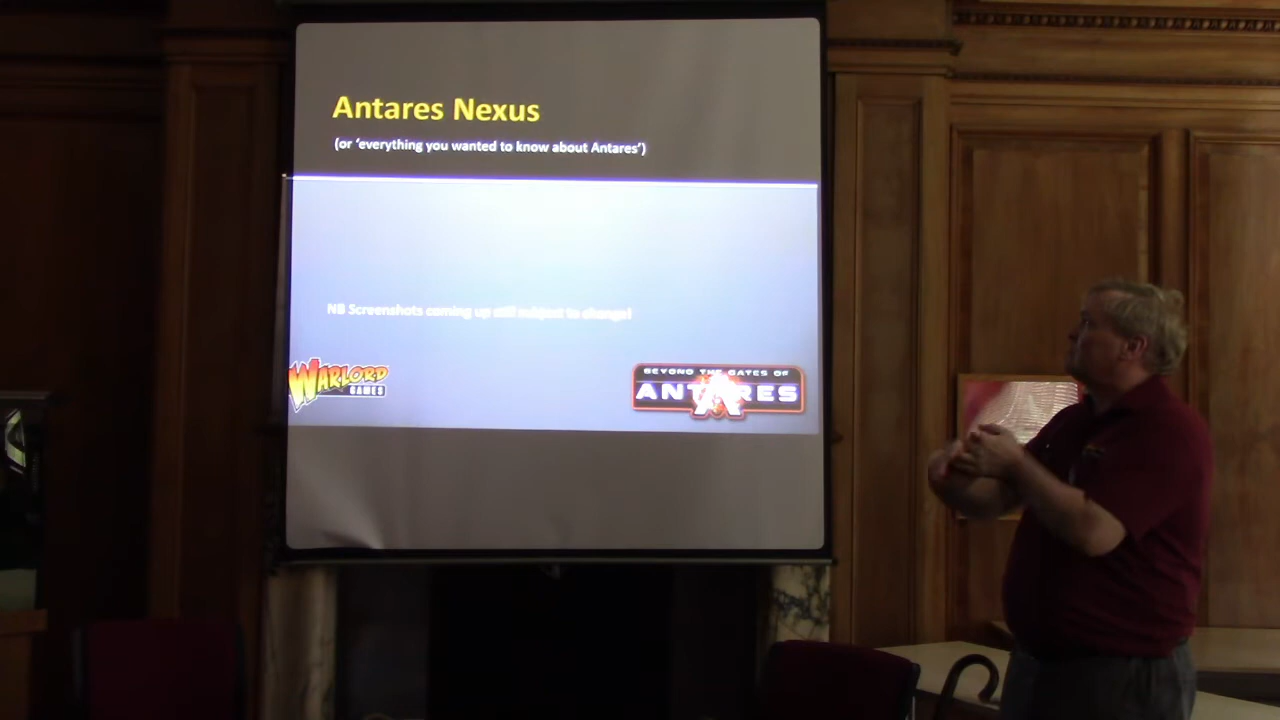 Antares Nexus
(or 'everything you wanted to know about Antares')
NB Screenshots coming up still subject to change!
WARLORD
GAMES
BEYOND THE GATES OF
ANTARES